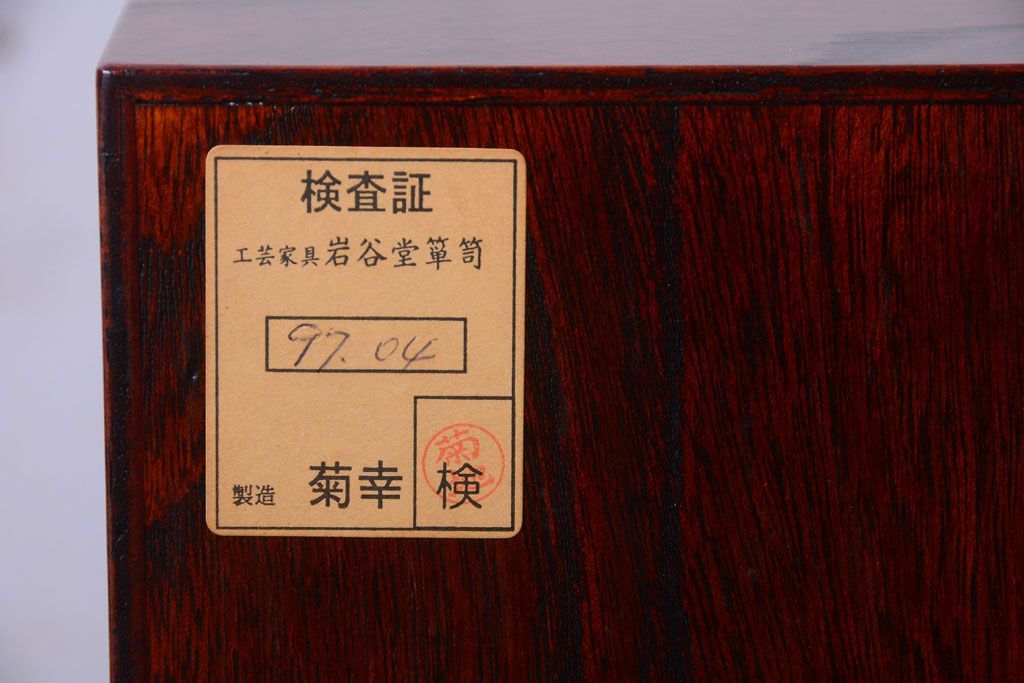 検査証
工芸家具岩谷堂箪笥
97.04
製造 菊幸 検
菊